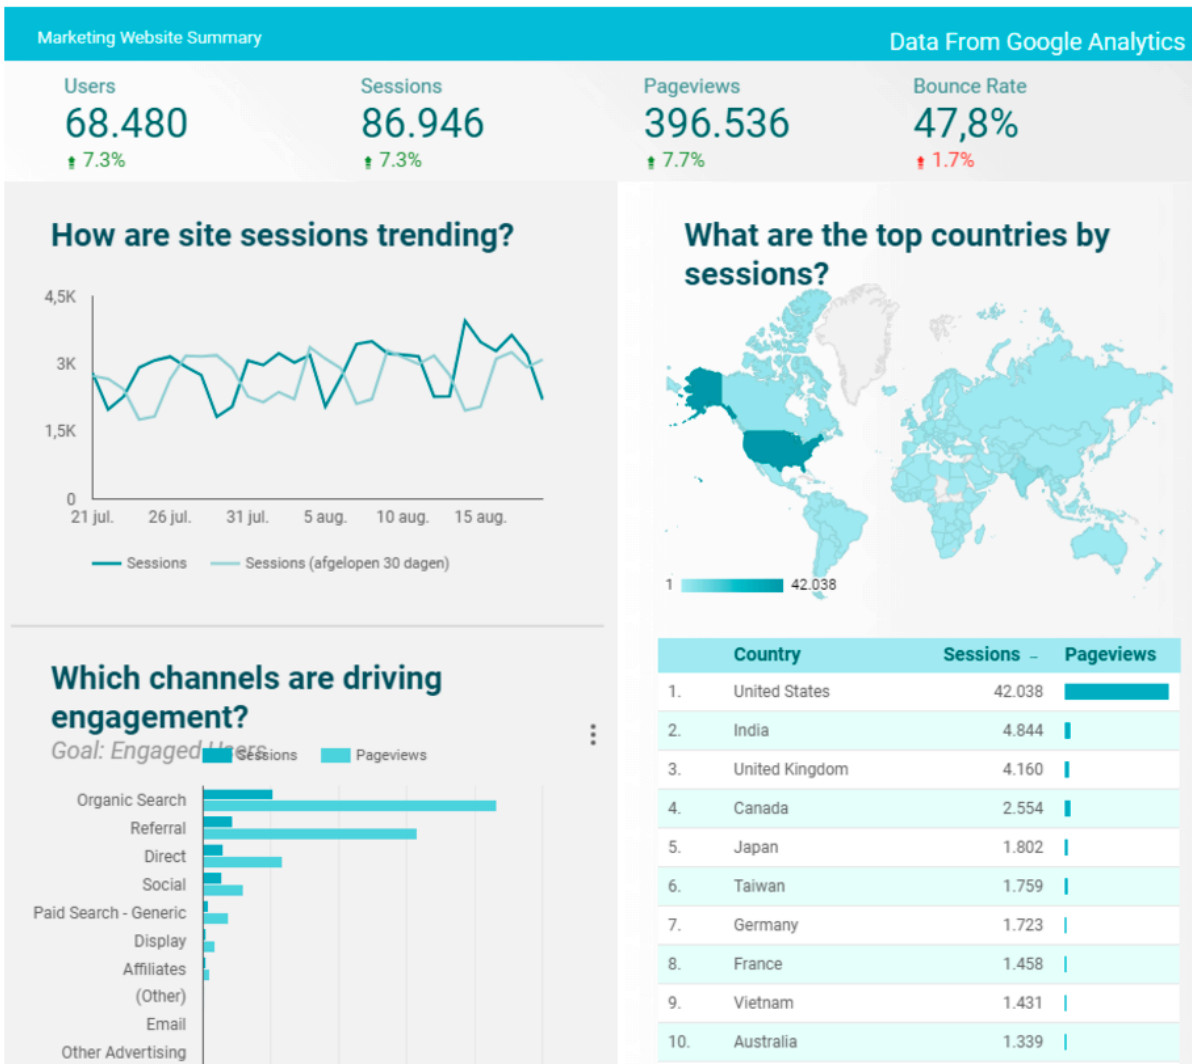 Marketing Website Summary
Data From Google Analytics
Users
68.480
7.3%
Sessions
86.946
7.3%
Pageviews
396.536
7.7%
Bounce Rate
47,8%
1.7%
How are site sessions trending?
4,5K
3K
1,5K
0
21 jul.
26 jul.
31 jul.
5 aug.
10 aug.
15 aug.
Sessions
Sessions (afgelopen 30 dagen)
Which channels are driving
engagement?
Goal: Engaged Users
Sessions
Pageviews
Organic Search
Referral
Direct
Social
Paid Search - Generic
Display
Affiliates
(Other)
Email
Other Advertising
What are the top countries by
sessions?
1
42.038
Country Sessions Pageviews
1. United States 42.038
2. India 4.844
3. United Kingdom 4.160
4. Canada 2.554
5. Japan 1.802
6. Taiwan 1.759
7. Germany 1.723
8. France 1.458
9. Vietnam 1.431
10. Australia 1.339